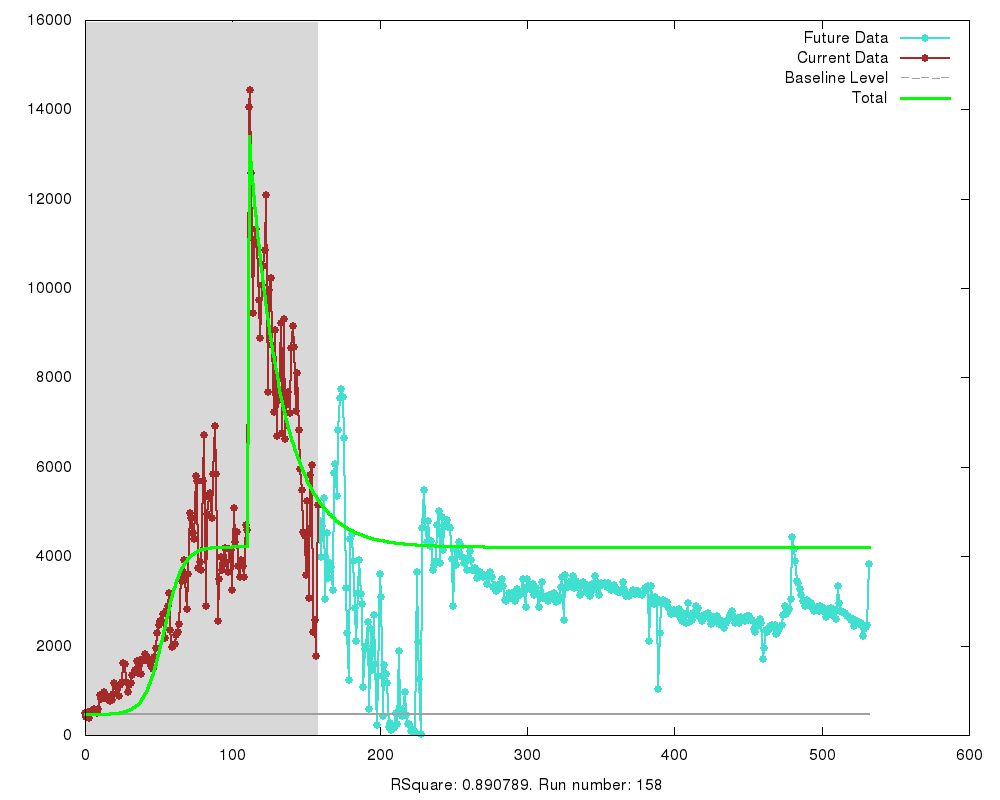 16000
14000
12000
10000
8000
6000
4000
2000
0
Future Data
Current Data
Baseline Level
Total
0 100 200 300 400 500 600
RSquare: 0.890789. Run number: 158